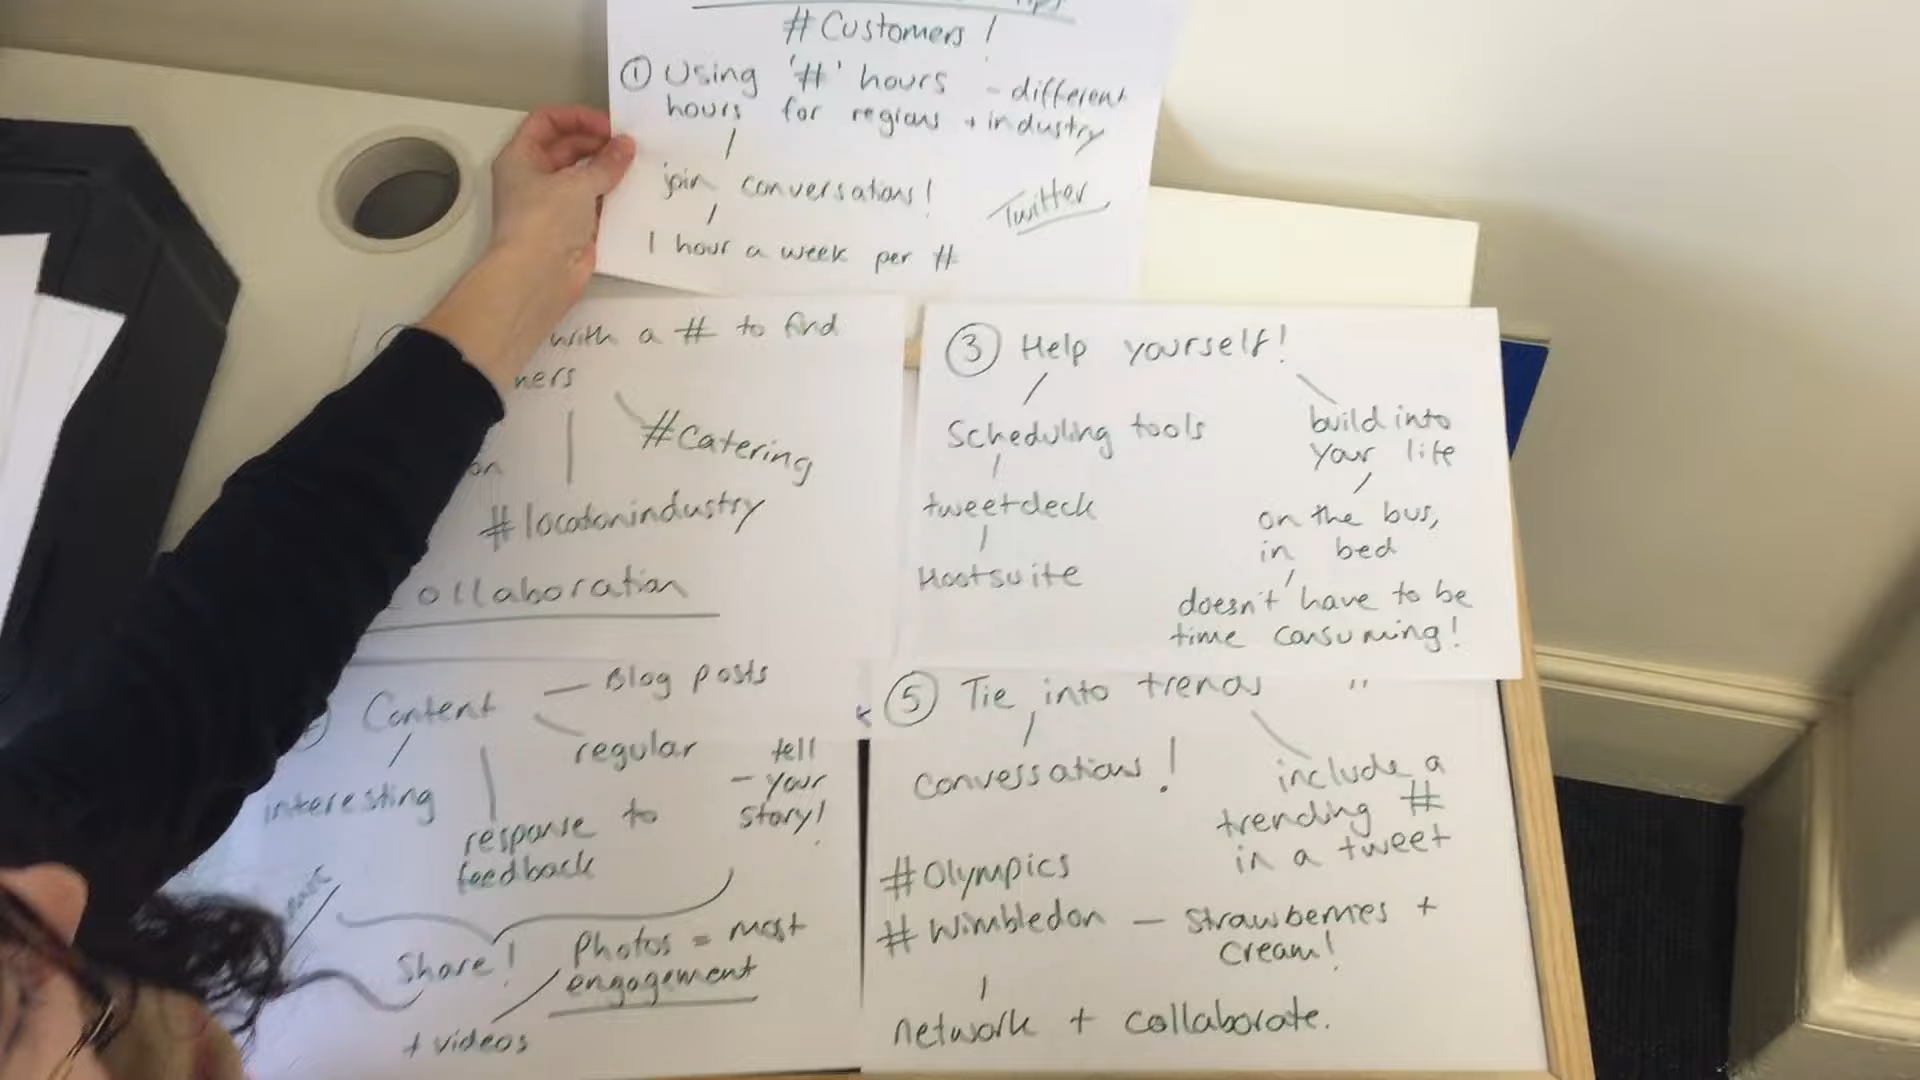 #Customers!
① Using '#' hours - different
hours for regions + industry
join conversations!
Twitter
1 hour a week per #
with a # to find
ners
#Catering
on
#locatonindustry
ollaboration
③ Help yourself!
Scheduling tools
build into
your life
tweetdeck
on the bus,
in bed
Hootsuite
doesn't have to be
time consuming!
Content
— Blog posts
regular
tell
- your
story!
interesting
response to
feedback
Share!
Photos = most
engagement
+ videos
⑤ Tie into trends
conversations!
include a
trending #
in a tweet
#Olympics
#Wimbledon — Strawberries +
cream!
network + collaborate.